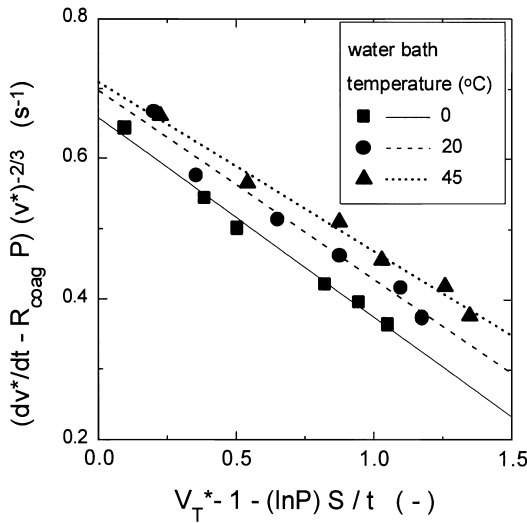 0.8
0.6
0.4
0.2
0.0
0.5
1.0
1.5
(dv*/dt - R_coag P) (v*)^-2/3 (s^-1)
V_T* - 1 - (lnP) S / t ( - )
water bath
temperature (°C)
0
20
45